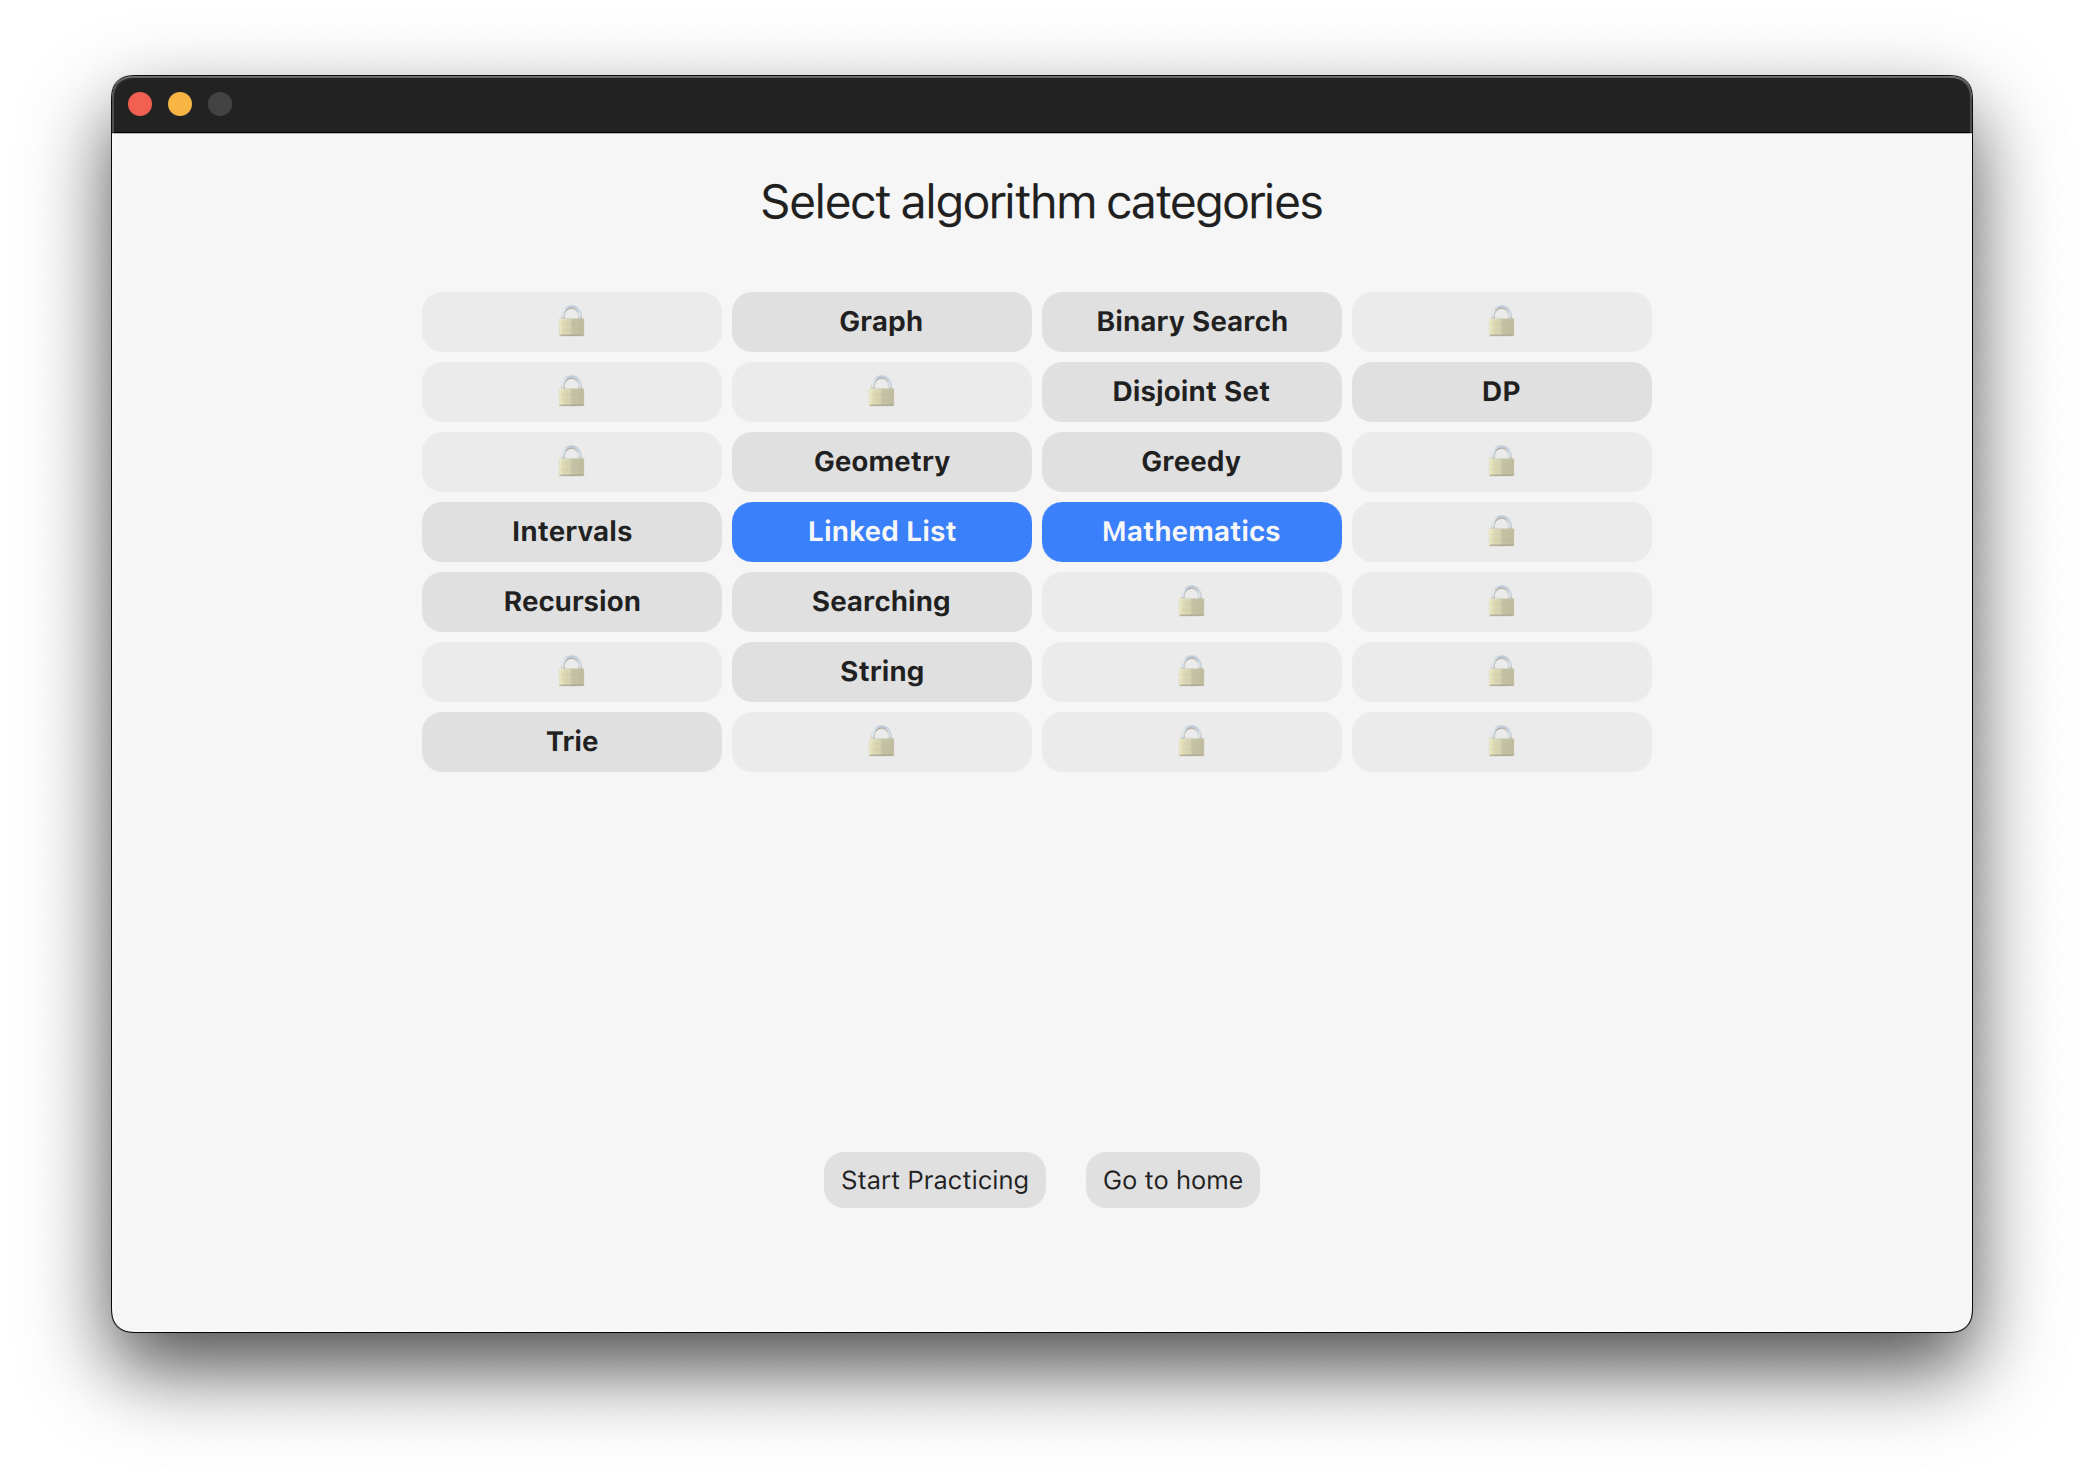 Select algorithm categories
Graph
Binary Search
Disjoint Set
DP
Geometry
Greedy
Intervals
Linked List
Mathematics
Recursion
Searching
String
Trie
Start Practicing
Go to home